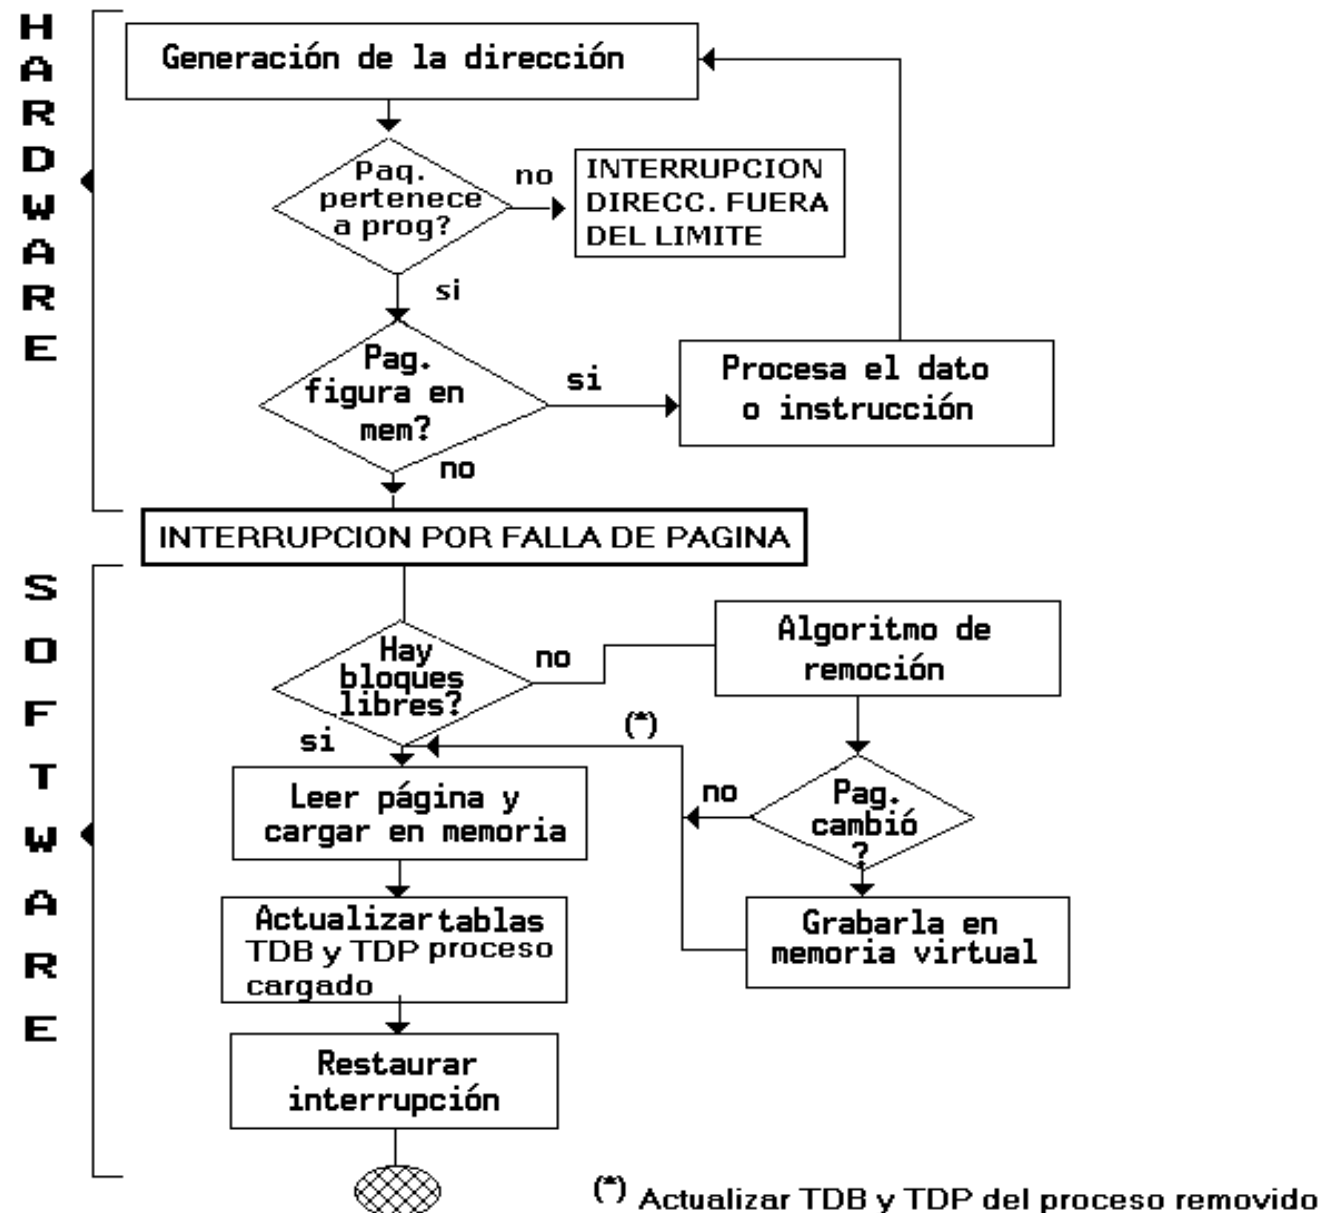 HARDWARE
Generación de la dirección
Paq.
pertenece
a prog?
no
INTERRUPCION
DIRECC. FUERA
DEL LIMITE
si
Pag.
figura en
mem?
si
Procesa el dato
o instrucción
no
INTERRUPCION POR FALLA DE PAGINA
SOFTWARE
Hay
bloques
libres?
no
Algoritmo de
remoción
si
(*)
Leer página y
cargar en memoria
no
Pag.
cambió
?
Actualizar tablas
TDB y TDP proceso
cargado
Grabarla en
memoria virtual
Restaurar
interrupción
(*) Actualizar TDB y TDP del proceso removido